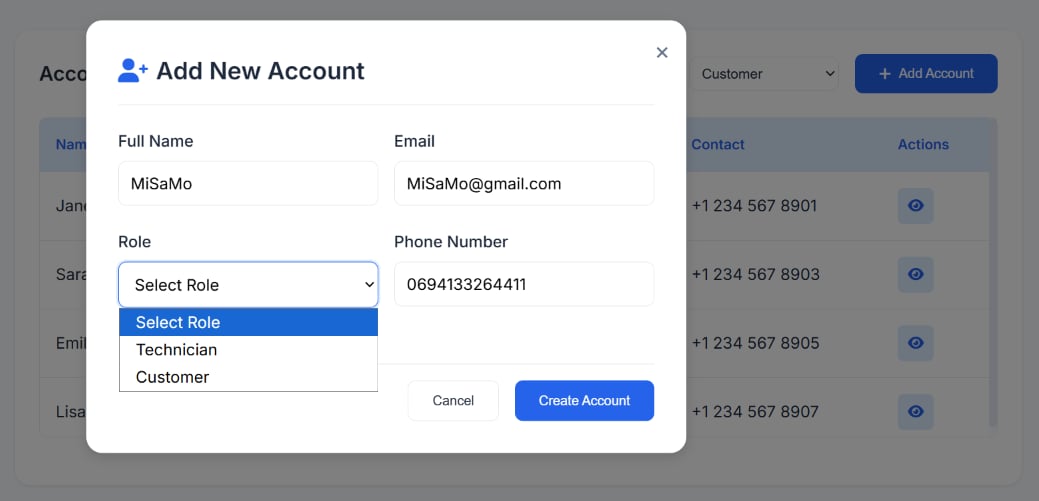 Add New Account
×
Acco
Customer
+ Add Account
Full Name
Email
Nam
Contact
Actions
MiSaMo
MiSaMo@gmail.com
Jane
+1 234 567 8901
Role
Phone Number
Sara
+1 234 567 8903
Select Role
0694133264411
Select Role
Technician
Customer
Emil
+1 234 567 8905
Cancel
Create Account
Lisa
+1 234 567 8907